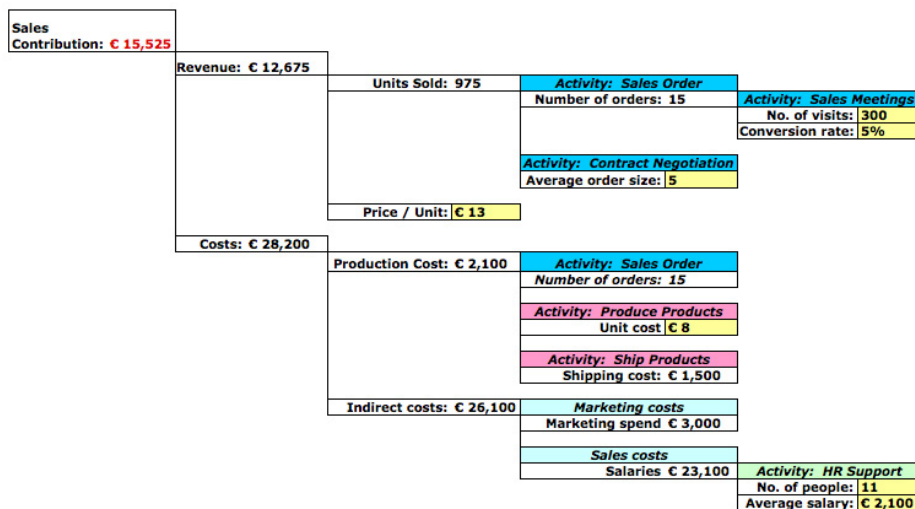 Sales
Contribution: € 15,525
Revenue: € 12,675
Units Sold: 975
Activity: Sales Order
Number of orders: 15
Activity: Sales Meetings
No. of visits: 300
Conversion rate: 5%
Activity: Contract Negotiation
Average order size: 5
Price / Unit: € 13
Costs: € 28,200
Production Cost: € 2,100
Activity: Sales Order
Number of orders: 15
Activity: Produce Products
Unit cost € 8
Activity: Ship Products
Shipping cost: € 1,500
Indirect costs: € 26,100
Marketing costs
Marketing spend € 3,000
Sales costs
Salaries € 23,100
Activity: HR Support
No. of people: 11
Average salary: € 2,100